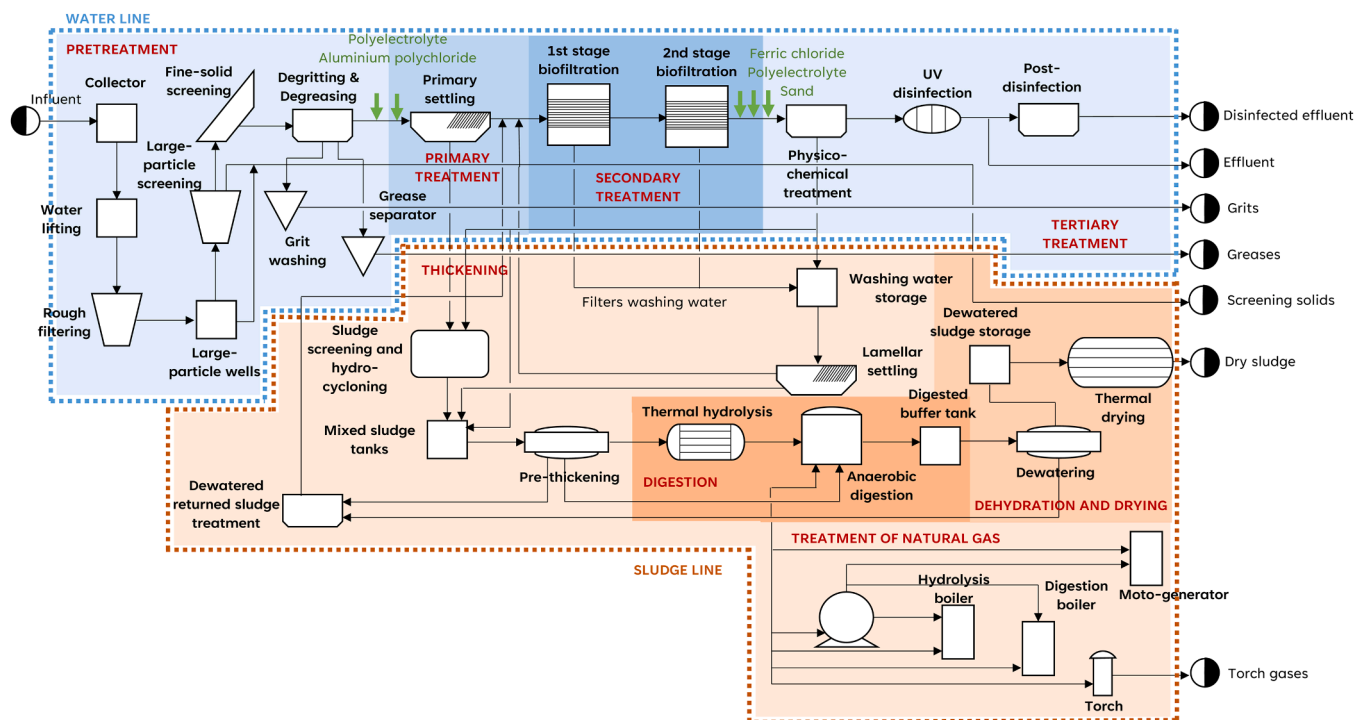 WATER LINE
PRETREATMENT
Polyelectrolyte
Aluminium polychloride
1st stage
biofiltration
2nd stage
biofiltration
Ferric chloride
Polyelectrolyte
Sand
Collector
Fine-solid
screening
Degritting &
Degreasing
Primary
settling
UV
disinfection
Post-
disinfection
Influent
Disinfected effluent
Large-
particle
screening
PRIMARY
TREATMENT
SECONDARY
TREATMENT
Physico-
chemical
treatment
Effluent
Water
lifting
Grease
separator
Grits
Grit
washing
TERTIARY
TREATMENT
Greases
THICKENING
Rough
filtering
Large-
particle wells
Filters washing water
Washing water
storage
Screening solids
Sludge
screening and
hydro-
cycloning
Dewatered
sludge storage
Lamellar
settling
Dry sludge
Thermal
drying
Mixed sludge
tanks
Thermal hydrolysis
Digested
buffer tank
Pre-thickening
DIGESTION
Anaerobic
digestion
Dewatering
Dewatered
returned sludge
treatment
DEHYDRATION AND DRYING
TREATMENT OF NATURAL GAS
SLUDGE LINE
Hydrolysis
boiler
Digestion
boiler
Moto-generator
Torch gases
Torch